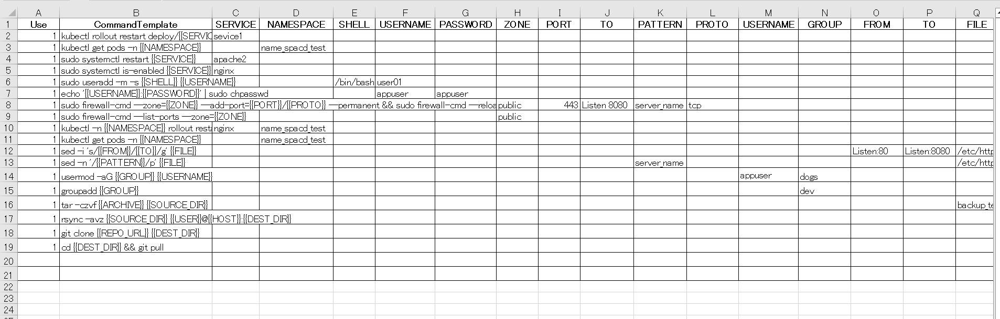 A B C D E F G H I J K L M N O P Q
1 Use CommandTemplate SERVICE NAMESPACE SHELL USERNAME PASSWORD ZONE PORT TO PATTERN PROTO USERNAME GROUP FROM TO FILE
2 1 kubectl rollout restart deploy/{{SERVIC sevice1
3 1 kubectl get pods -n {{NAMESPACE}} name_spacd_test
4 1 sudo systemctl restart {{SERVICE}} apache2
5 1 sudo systemctl is-enabled {{SERVICE}} nginx
6 1 sudo useradd -m -s {{SHELL}} {{USERNAME}} /bin/bash user01
7 1 echo '{{USERNAME}}:{{PASSWORD}}' | sudo chpasswd appuser appuser
8 1 sudo firewall-cmd --zone={{ZONE}} --add-port={{PORT}}/{{PROTO}} --permanent && sudo firewall-cmd --reloa public 443 Listen 8080 server_name tcp
9 1 sudo firewall-cmd --list-ports --zone={{ZONE}} public
10 1 kubectl -n {{NAMESPACE}} rollout resta nginx name_spacd_test
11 1 kubectl get pods -n {{NAMESPACE}} name_spacd_test
12 1 sed -i 's/{{FROM}}/{{TO}}/g' {{FILE}} Listen:80 Listen:8080 /etc/http
13 1 sed -n '/{{PATTERN}}/p' {{FILE}} server_name /etc/http
14 1 usermod -aG {{GROUP}} {{USERNAME}} appuser dogs
15 1 groupadd {{GROUP}} dev
16 1 tar -czvf {{ARCHIVE}} {{SOURCE_DIR}} backup_te
17 1 rsync -avz {{SOURCE_DIR}} {{USER}}@{{HOST}}:{{DEST_DIR}}
18 1 git clone {{REPO_URL}} {{DEST_DIR}}
19 1 cd {{DEST_DIR}} && git pull
20
21
22
23
24